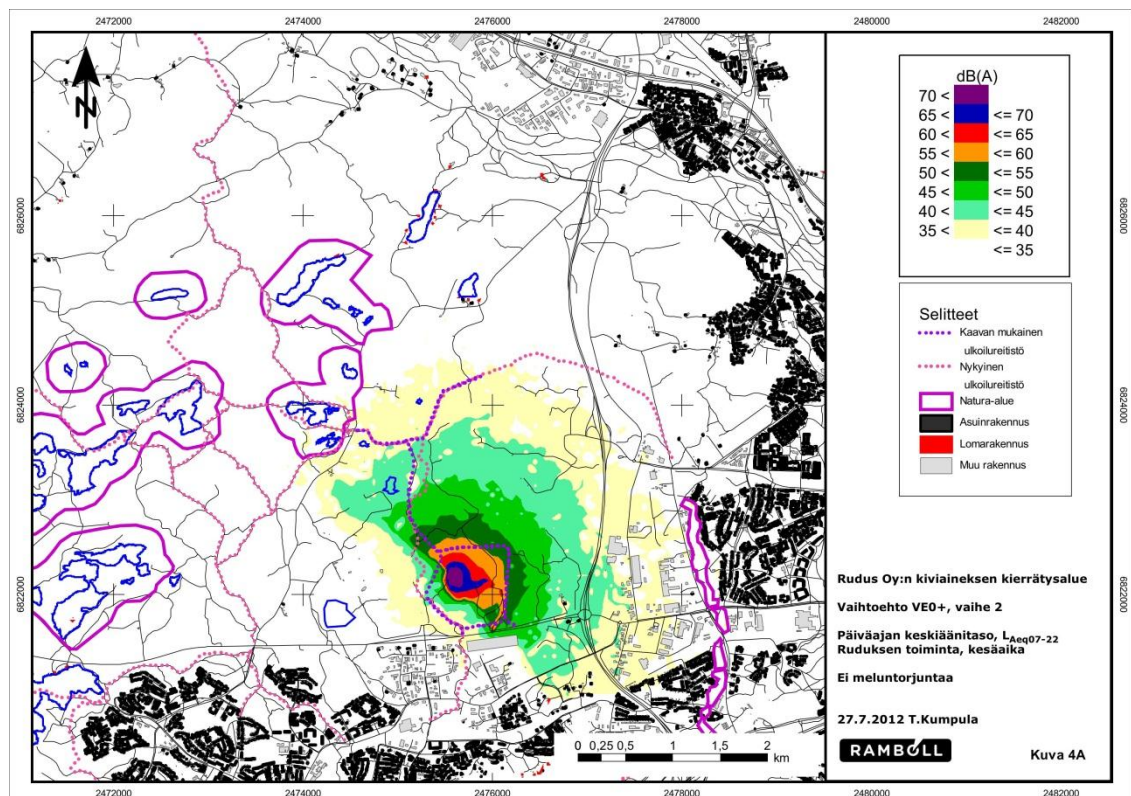 2472000 2474000 2476000 2478000 2480000 2482000
N
6826000
6824000
6822000
6826000
6824000
6822000
dB(A)
70 <
65 < <= 70
60 < <= 65
55 < <= 60
50 < <= 55
45 < <= 50
40 < <= 45
35 < <= 40
<= 35
Selitteet
Kaavan mukainen
ulkoilureitistö
Nykyinen
ulkoilureitistö
Natura-alue
Asuinrakennus
Lomarakennus
Muu rakennus
Rudus Oy:n kiviaineksen kierrätysalue
Vaihtoehto VE0+, vaihe 2
Päiväajan keskiäänitaso, LAeq07-22
Ruduksen toiminta, kesäaika
Ei meluntorjuntaa
27.7.2012 T.Kumpula
RAMBOLL
Kuva 4A
0 0,25 0,5 1 1,5 2
km
2472000 2474000 2476000 2478000 2480000 2482000